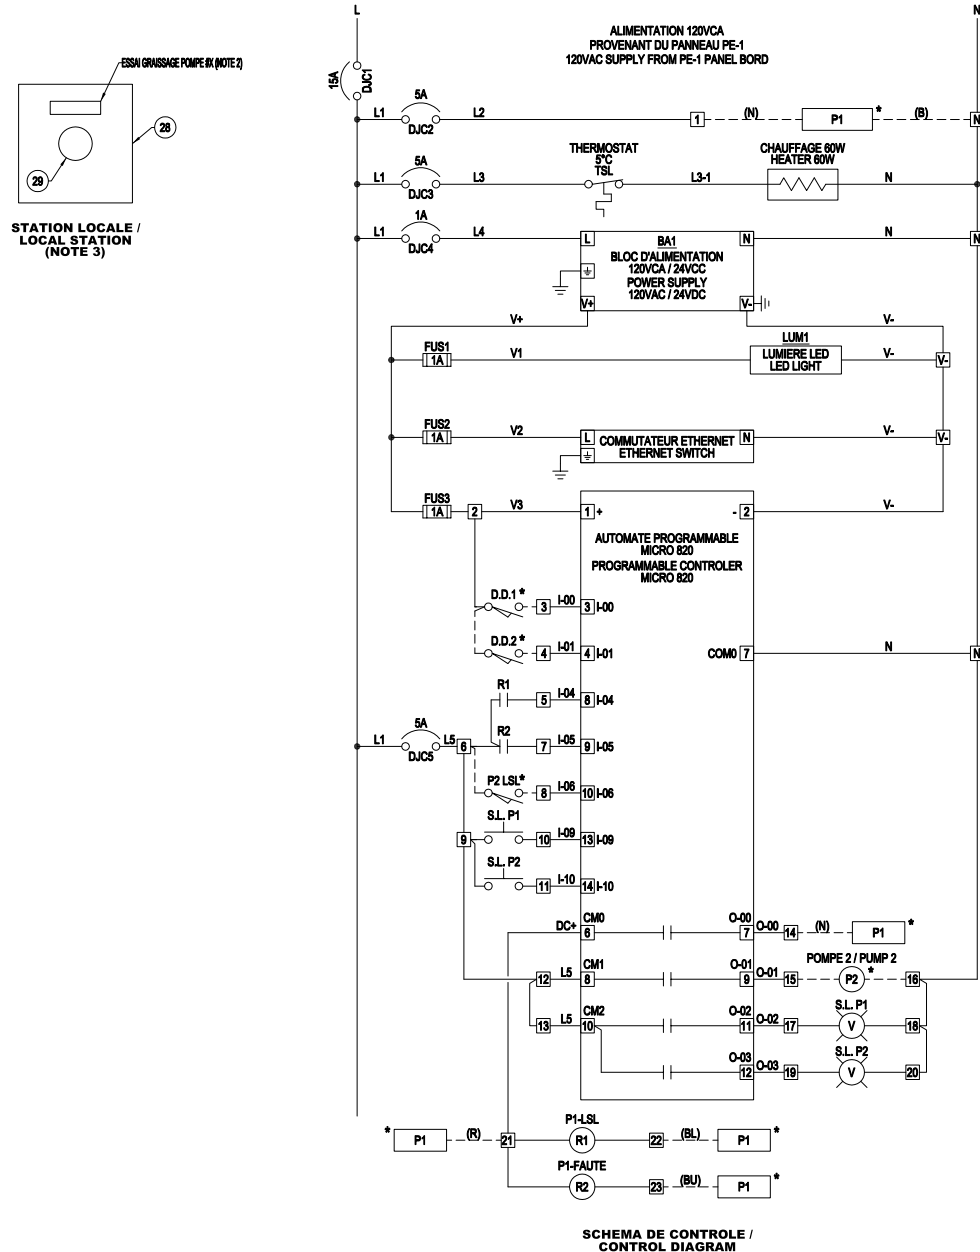 L
N
ALIMENTATION 120VCA
PROVENANT DU PANNEAU PE-1
120VAC SUPPLY FROM PE-1 PANEL BORD
15A
DJC1
ESSAI GRAISSAGE POMPE #X (NOTE 2)
28
29
STATION LOCALE /
LOCAL STATION
(NOTE 3)
L1
5A
DJC2
L2
1
(N)
P1
*
(B)
N
L1
5A
DJC3
L3
THERMOSTAT
5°C
TSL
L3-1
CHAUFFAGE 60W
HEATER 60W
N
L1
1A
DJC4
L4
L
BA1
N
N
N
BLOC D'ALIMENTATION
120VCA / 24VCC
POWER SUPPLY
120VAC / 24VDC
V+
V-
V+
V-
FUS1
1A
V1
LUM1
LUMIERE LED
LED LIGHT
V-
V-
FUS2
1A
V2
L
COMMUTATEUR ETHERNET
ETHERNET SWITCH
N
V-
V-
FUS3
1A
2
V3
1
+
-
2
V-
AUTOMATE PROGRAMMABLE
MICRO 820
PROGRAMMABLE CONTROLER
MICRO 820
D.D.1 *
3
I-00
3
I-00
D.D.2 *
4
I-01
4
I-01
COM0
7
N
N
R1
5
I-04
8
I-04
L1
5A
DJC5
L5
6
R2
7
I-05
9
I-05
P2 LSL*
8
I-06
10
I-06
9
S.L. P1
10
I-09
13
I-09
S.L. P2
11
I-10
14
I-10
DC+
CM0
6
O-00
7
O-00
14
(N)
P1
*
12
L5
CM1
8
O-01
9
O-01
15
POMPE 2 / PUMP 2
P2
*
16
13
L5
CM2
10
O-02
11
O-02
17
S.L. P1
V
18
O-03
12
O-03
19
S.L. P2
V
20
*
P1
(R)
21
P1-LSL
R1
22
(BL)
P1
*
P1-FAUTE
R2
23
(BU)
P1
*
SCHEMA DE CONTROLE /
CONTROL DIAGRAM